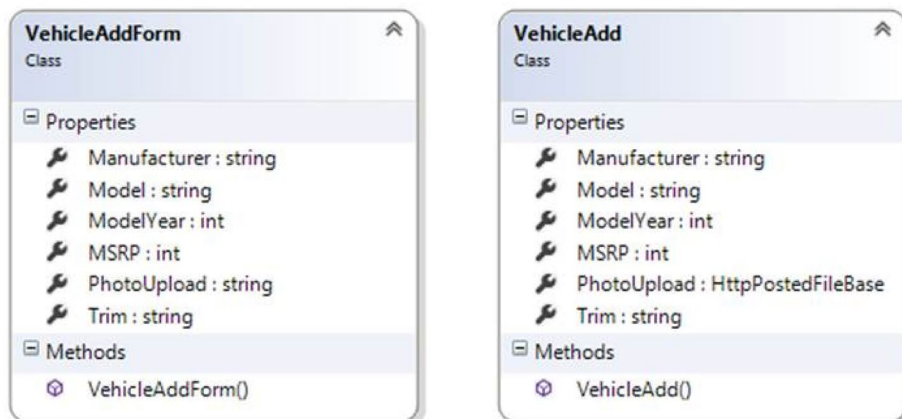 VehicleAddForm
Class
Properties
Manufacturer : string
Model : string
ModelYear : int
MSRP : int
PhotoUpload : string
Trim : string
Methods
VehicleAddForm()
VehicleAdd
Class
Properties
Manufacturer : string
Model : string
ModelYear : int
MSRP : int
PhotoUpload : HttpPostedFileBase
Trim : string
Methods
VehicleAdd()